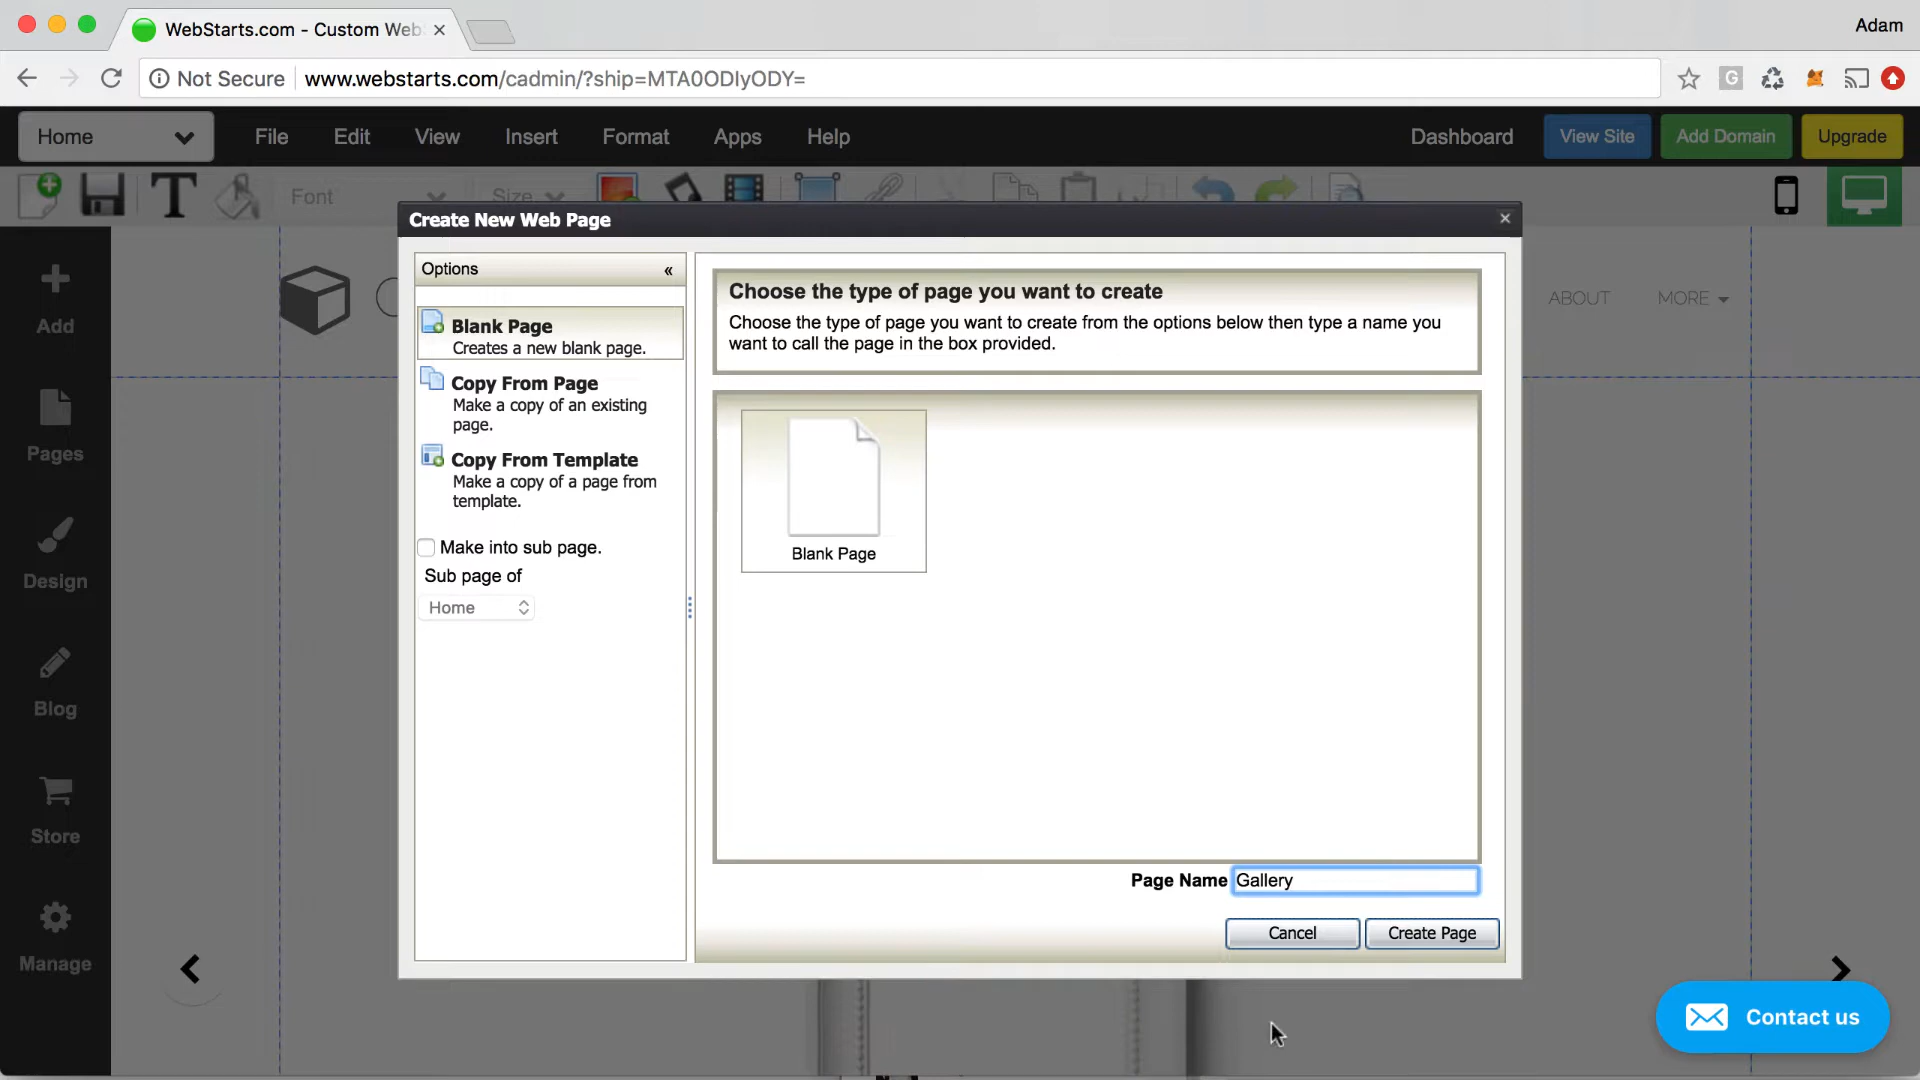 WebStarts.com - Custom Web
Adam
Not Secure
www.webstarts.com/cadmin/?ship=MTA0ODIyODY=
G
Home
File
Edit
View
Insert
Format
Apps
Help
Dashboard
View Site
Add Domain
Upgrade
T
Font
Size
Create New Web Page
Options
«
Blank Page
Creates a new blank page.
Copy From Page
Make a copy of an existing
page.
Copy From Template
Make a copy of a page from
template.
Make into sub page.
Sub page of
Home
Choose the type of page you want to create
Choose the type of page you want to create from the options below then type a name you
want to call the page in the box provided.
Blank Page
Page Name
Gallery
Cancel
Create Page
Add
Pages
Design
Blog
Store
Manage
ABOUT
MORE
Contact us